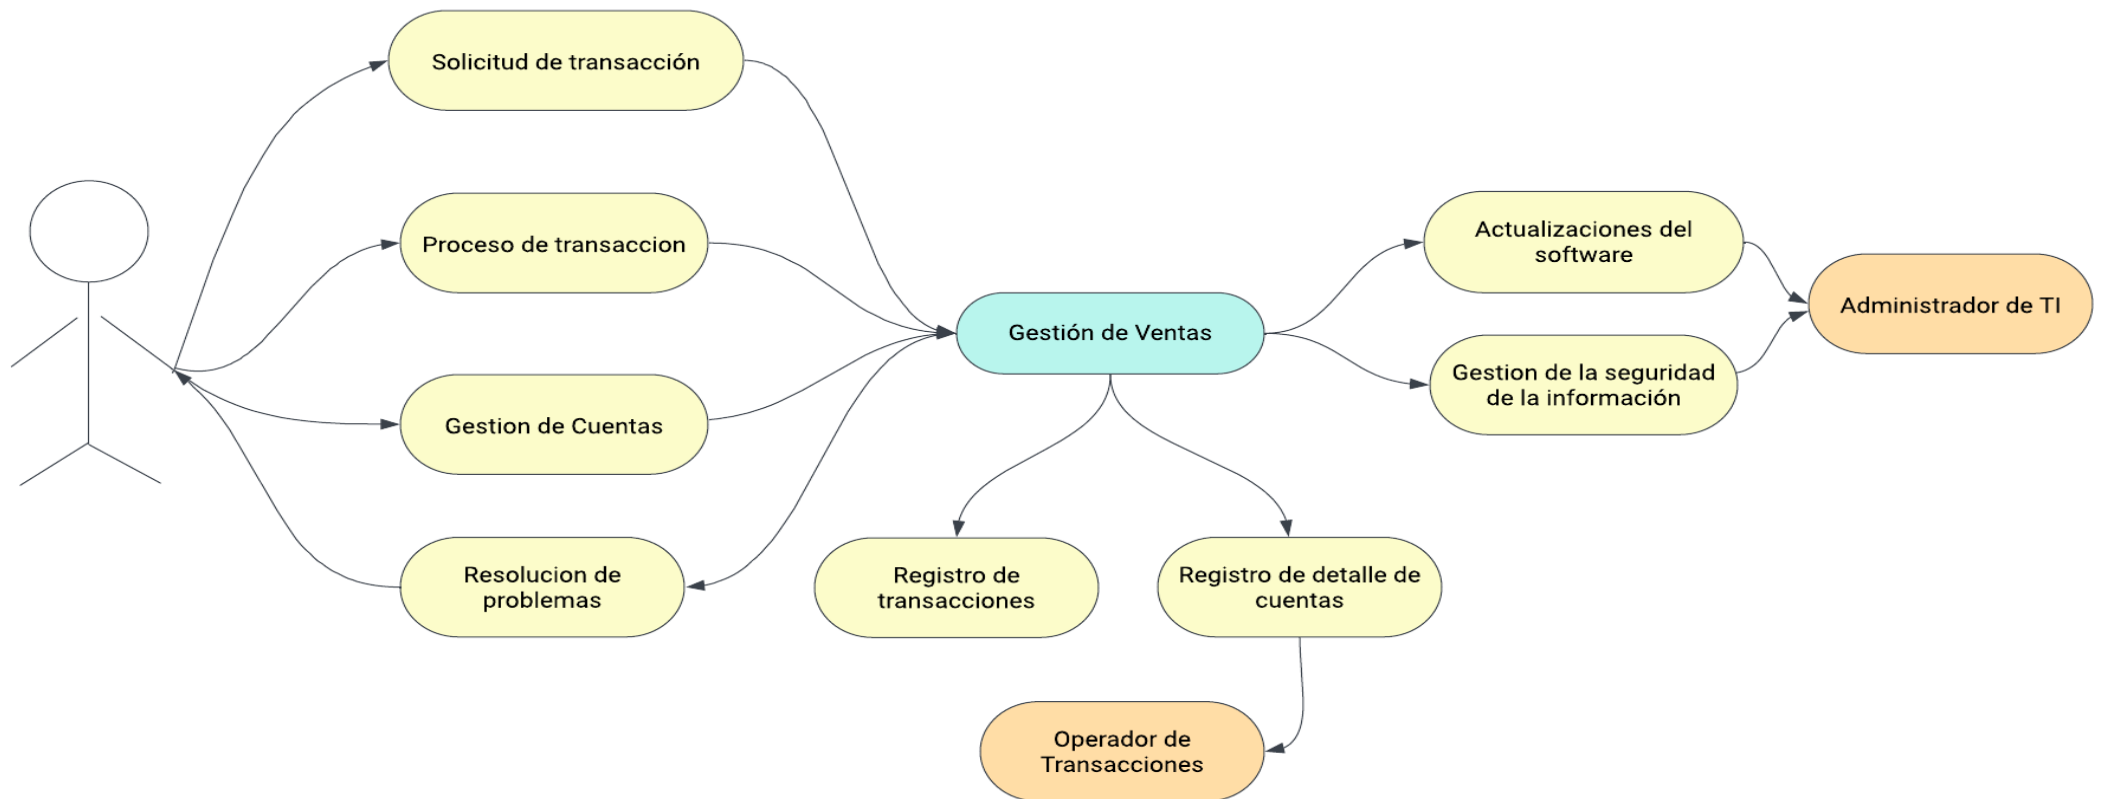 Solicitud de transacción
Proceso de transaccion
Gestion de Cuentas
Resolucion de
problemas
Gestión de Ventas
Registro de
transacciones
Registro de detalle de
cuentas
Operador de
Transacciones
Actualizaciones del
software
Gestion de la seguridad
de la información
Administrador de TI